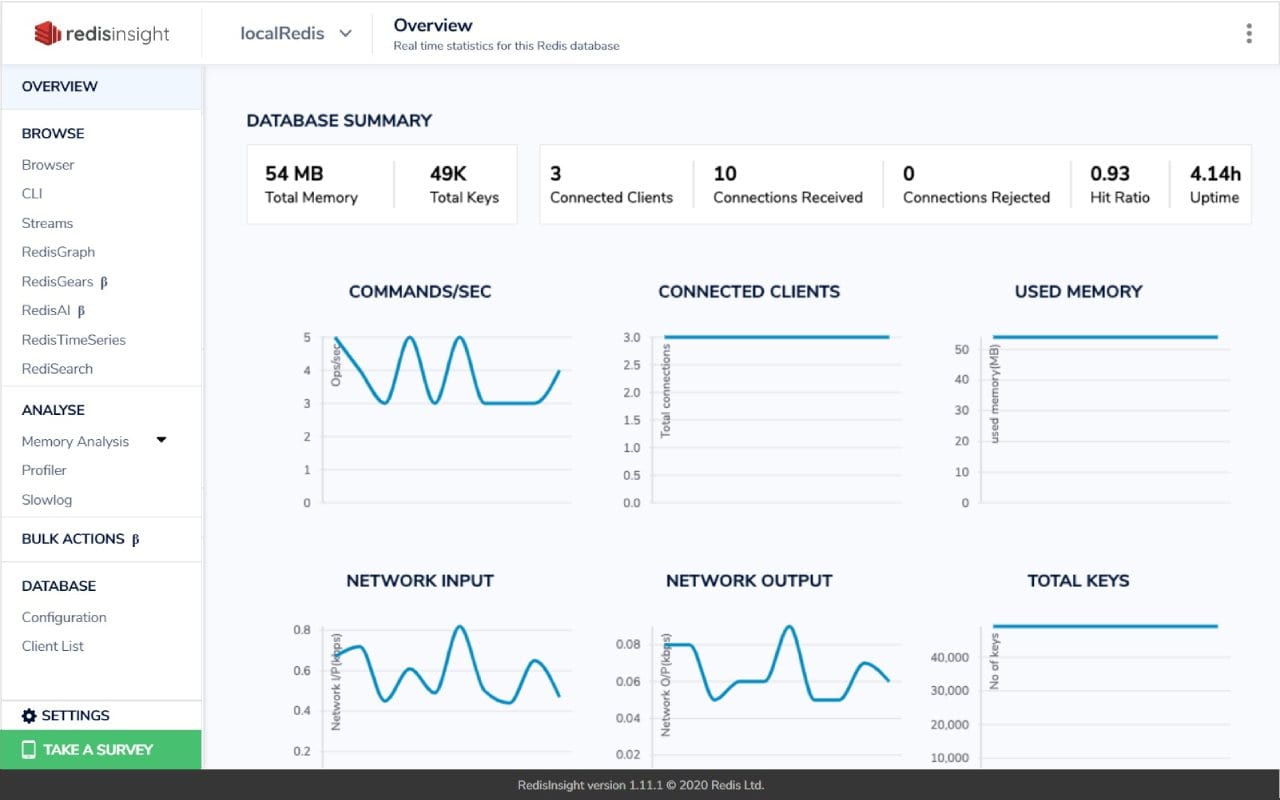 redisinsight
localRedis
Overview
Real time statistics for this Redis database
OVERVIEW
BROWSE
Browser
CLI
Streams
RedisGraph
RedisGears β
RedisAI β
RedisTimeSeries
RediSearch
ANALYSE
Memory Analysis
Profiler
Slowlog
BULK ACTIONS β
DATABASE
Configuration
Client List
SETTINGS
TAKE A SURVEY
DATABASE SUMMARY
54 MB
Total Memory
49K
Total Keys
3
Connected Clients
10
Connections Received
0
Connections Rejected
0.93
Hit Ratio
4.14h
Uptime
COMMANDS/SEC
5
4
3
2
1
0
Ops/sec
CONNECTED CLIENTS
3.0
2.5
2.0
1.5
1.0
0.5
0.0
Total connections
USED MEMORY
50
40
30
20
10
0
used memory(MB)
NETWORK INPUT
0.8
0.6
0.4
0.2
Network I/P(kbps)
NETWORK OUTPUT
0.08
0.06
0.04
0.02
Network O/P(kbps)
TOTAL KEYS
40,000
30,000
20,000
10,000
No of keys
RedisInsight version 1.11.1 © 2020 Redis Ltd.